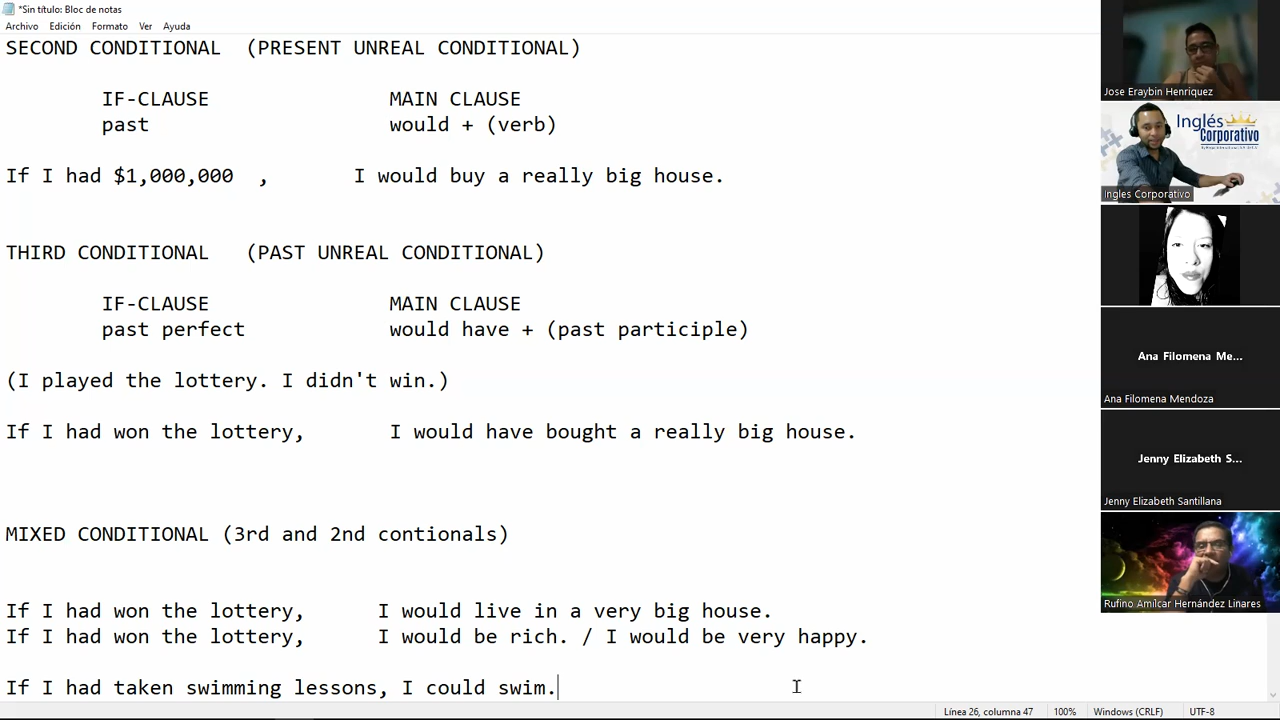 *Sin título: Bloc de notas
Archivo Edición Formato Ver Ayuda
SECOND CONDITIONAL (PRESENT UNREAL CONDITIONAL)
IF-CLAUSE MAIN CLAUSE
past would + (verb)
If I had $1,000,000 , I would buy a really big house.
THIRD CONDITIONAL (PAST UNREAL CONDITIONAL)
IF-CLAUSE MAIN CLAUSE
past perfect would have + (past participle)
(I played the lottery. I didn't win.)
If I had won the lottery, I would have bought a really big house.
MIXED CONDITIONAL (3rd and 2nd contionals)
If I had won the lottery, I would live in a very big house.
If I had won the lottery, I would be rich. / I would be very happy.
If I had taken swimming lessons, I could swim.
Línea 26, columna 47 100% Windows (CRLF) UTF-8
Jose Eraybin Henriquez
Inglés
Corporativo
Ingles Corporativo
Ana Filomena Me...
Ana Filomena Mendoza
Jenny Elizabeth S...
Jenny Elizabeth Santillana
Rufino Amílcar Hernández Linares